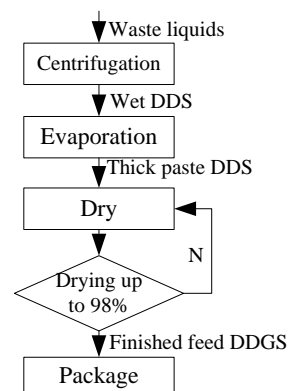 Waste liquids
Centrifugation
Wet DDS
Evaporation
Thick paste DDS
Dry
N
Drying up
to 98%
Finished feed DDGS
Package